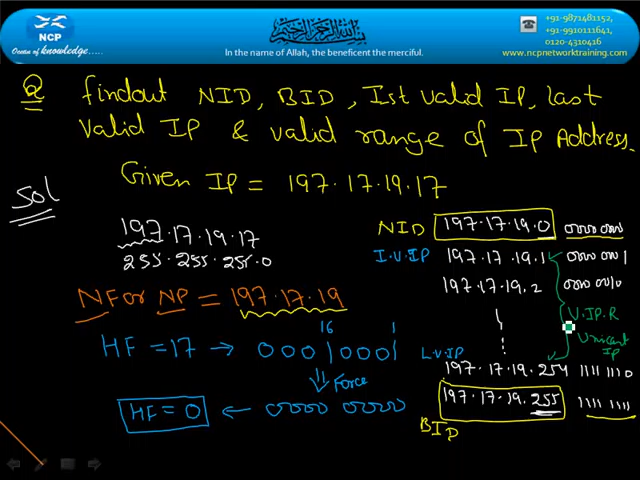 NCP
Ocean of knowledge.....
بسم الله الرحمن الرحيم
In the name of Allah, the beneficent the merciful.
+91-9871481152,
+91-9910111641,
0120-4310416
www.ncpnetworktraining.com
Q findout NID, BID, Ist valid IP, last
valid IP & valid range of IP Address.
Given IP = 197.17.19.17
Sol
197.17.19.17
255.255.255.0
NF or NP = 197.17.19
16 1
HF = 17 → 0001 0001
Force
HF = 0 ← 0000 0000
NID 197.17.19.0 0000 0000
I.V.IP 197.17.19.1 0000 0001
197.17.19.2 0000 0010
V.IP.R
Unicast
IP
L.V.IP
197.17.19.254 1111 1110
197.17.19.255 1111 1111
BID